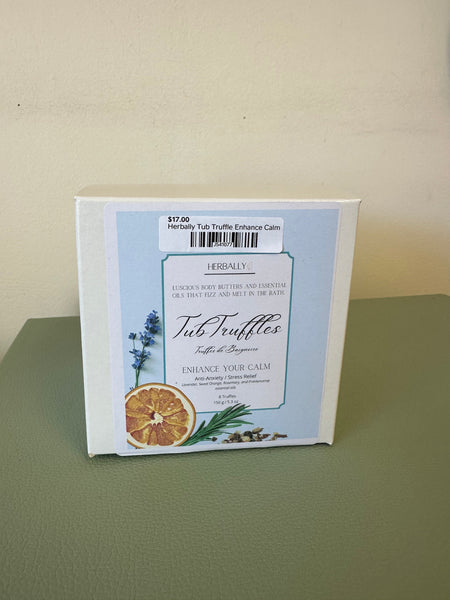 $17.00
Herbally Tub Truffle Enhance Calm
J541077
HERBALLY
LUSCIOUS BODY BUTTERS AND ESSENTIAL
OILS THAT FIZZ AND MELT IN THE BATH.
Tub Truffles
Truffes de Baignoire
ENHANCE YOUR CALM
Anti-Anxiety / Stress Relief
Lavender, Sweet Orange, Rosemary, and Frankincense
essential oils
8 Truffles
150 g / 5.3 oz